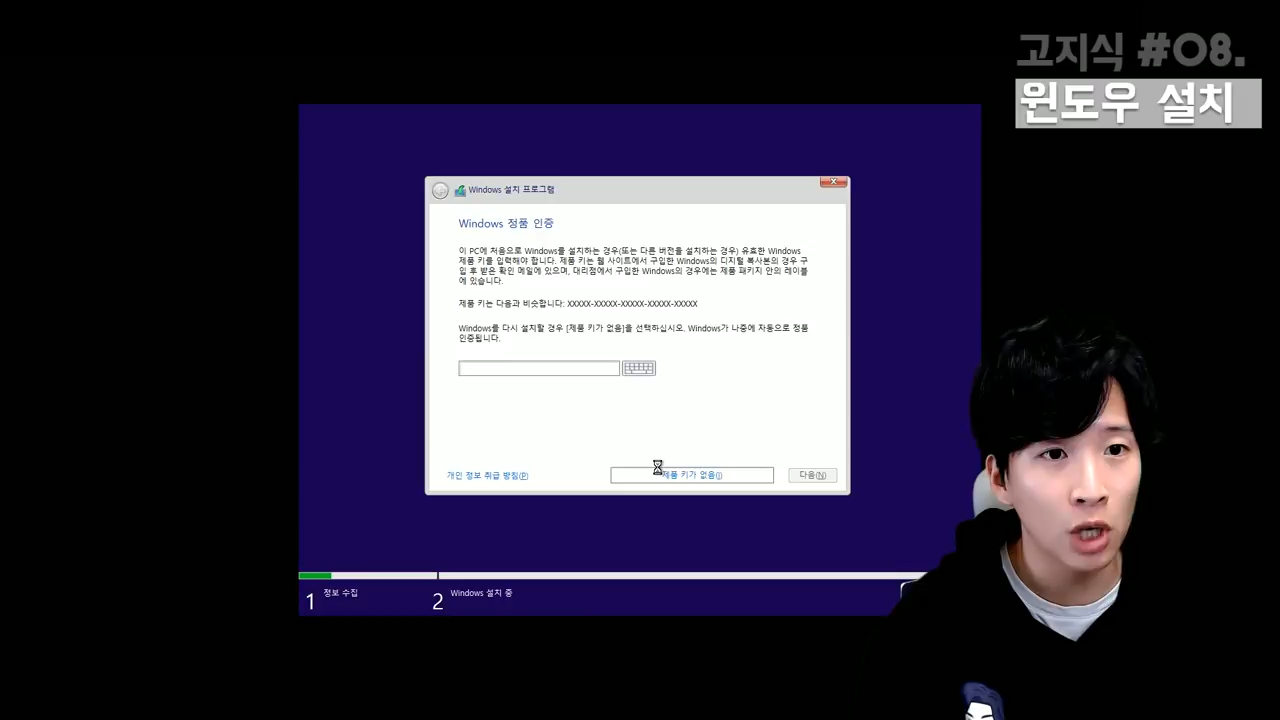 고지식 #08.
윈도우 설치
Windows 설치 프로그램
Windows 정품 인증
이 PC에 처음으로 Windows를 설치하는 경우(또는 다른 버전을 설치하는 경우) 유효한 Windows
제품 키를 입력해야 합니다. 제품 키는 웹 사이트에서 구입한 Windows의 디지털 복사본의 경우 구
입 후 받은 확인 메일에 있으며, 대리점에서 구입한 Windows의 경우에는 제품 패키지 안의 레이블
에 있습니다.
제품 키는 다음과 비슷합니다: XXXXX-XXXXX-XXXXX-XXXXX-XXXXX
Windows를 다시 설치할 경우 [제품 키가 없음]을 선택하십시오. Windows가 나중에 자동으로 정품
인증됩니다.
개인 정보 취급 방침(P)
제품 키가 없음(I)
다음(N)
1 정보 수집
2 Windows 설치 중